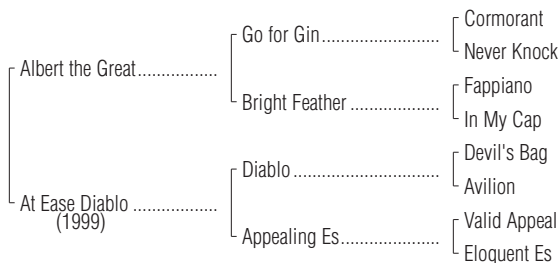 Cormorant
Go for Gin
Never Knock
Albert the Great
Fappiano
Bright Feather
In My Cap
Devil's Bag
Diablo
Avilion
At Ease Diablo
(1999)
Valid Appeal
Appealing Es
Eloquent Es